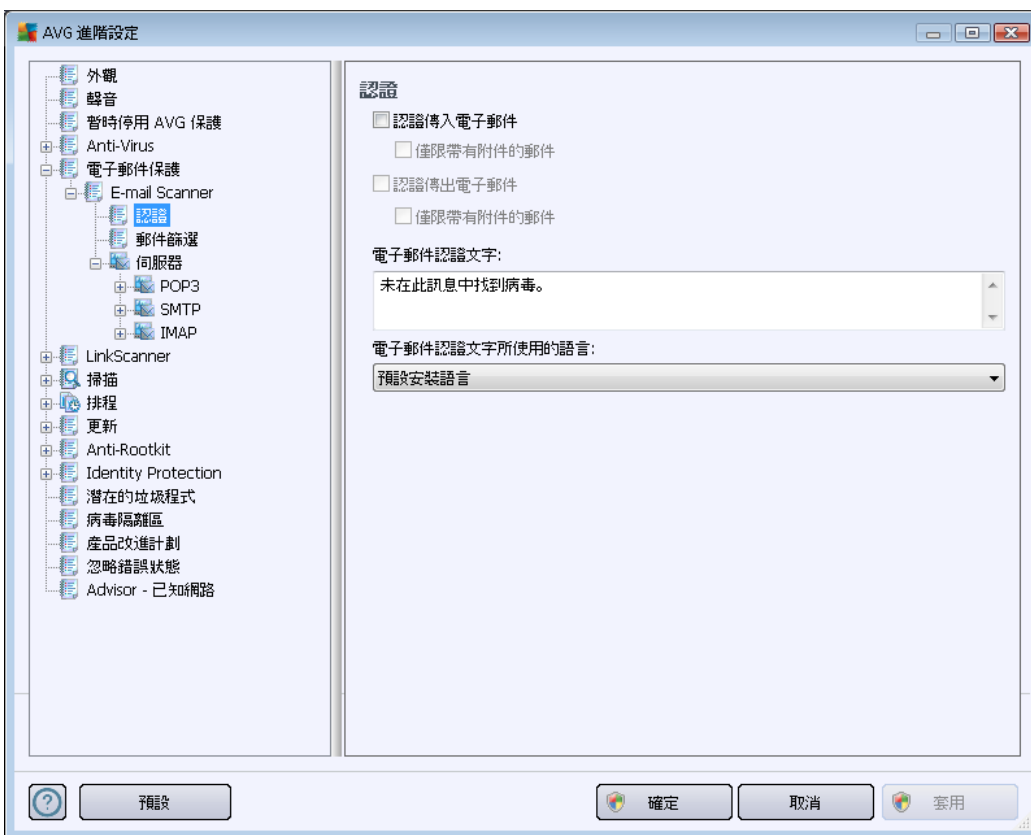 AVG 進階設定
外觀
聲音
暫時停用 AVG 保護
Anti-Virus
電子郵件保護
E-mail Scanner
認證
郵件篩選
伺服器
POP3
SMTP
IMAP
LinkScanner
掃描
排程
更新
Anti-Rootkit
Identity Protection
潛在的垃圾程式
病毒隔離區
產品改進計劃
忽略錯誤狀態
Advisor - 已知網路
認證
認證傳入電子郵件
僅限帶有附件的郵件
認證傳出電子郵件
僅限帶有附件的郵件
電子郵件認證文字:
未在此訊息中找到病毒。
電子郵件認證文字所使用的語言:
預設安裝語言
預設
確定
取消
套用